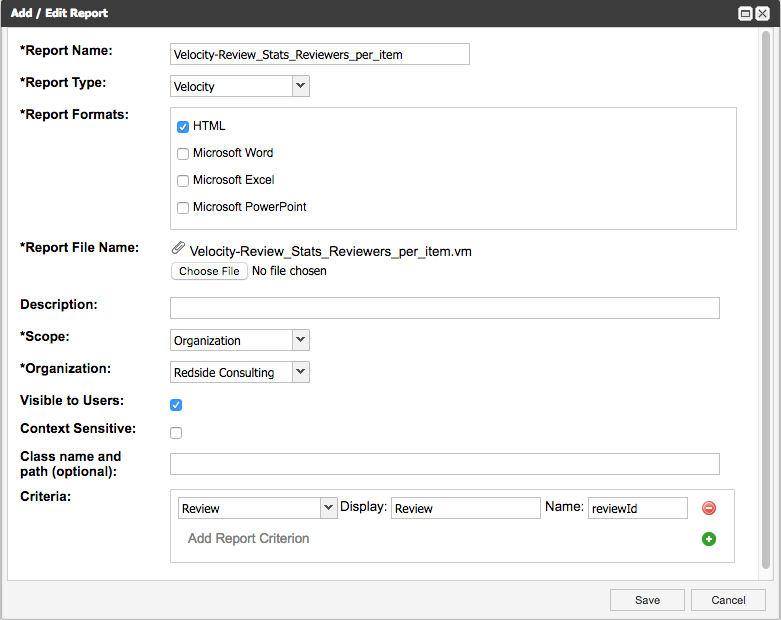 Add / Edit Report
*Report Name: Velocity-Review_Stats_Reviewers_per_item
*Report Type: Velocity
*Report Formats:
HTML
Microsoft Word
Microsoft Excel
Microsoft PowerPoint
*Report File Name: Velocity-Review_Stats_Reviewers_per_item.vm
Choose File No file chosen
Description:
*Scope: Organization
*Organization: Redside Consulting
Visible to Users:
Context Sensitive:
Class name and
path (optional):
Criteria:
Review Display: Review Name: reviewId
Add Report Criterion
Save Cancel